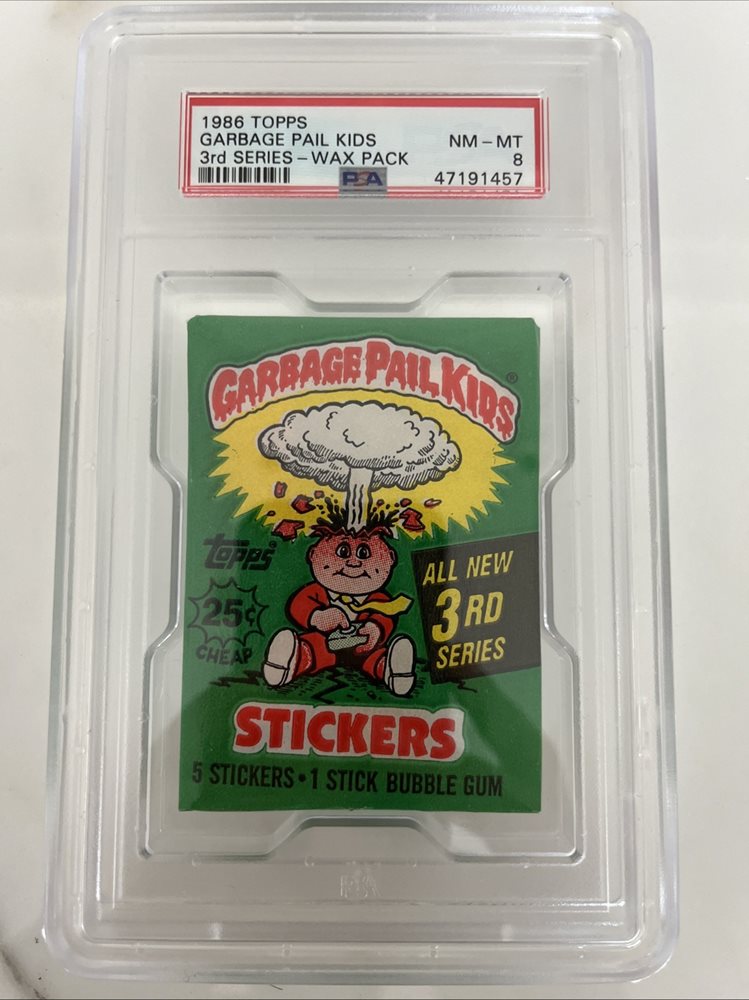 1986 TOPPS
GARBAGE PAIL KIDS NM-MT
3rd SERIES-WAX PACK 8
PSA 47191457
GARBAGE PAIL KIDS®
topps®
25¢
CHEAP
ALL NEW
3RD
SERIES
STICKERS
5 STICKERS•1 STICK BUBBLE GUM
PSA